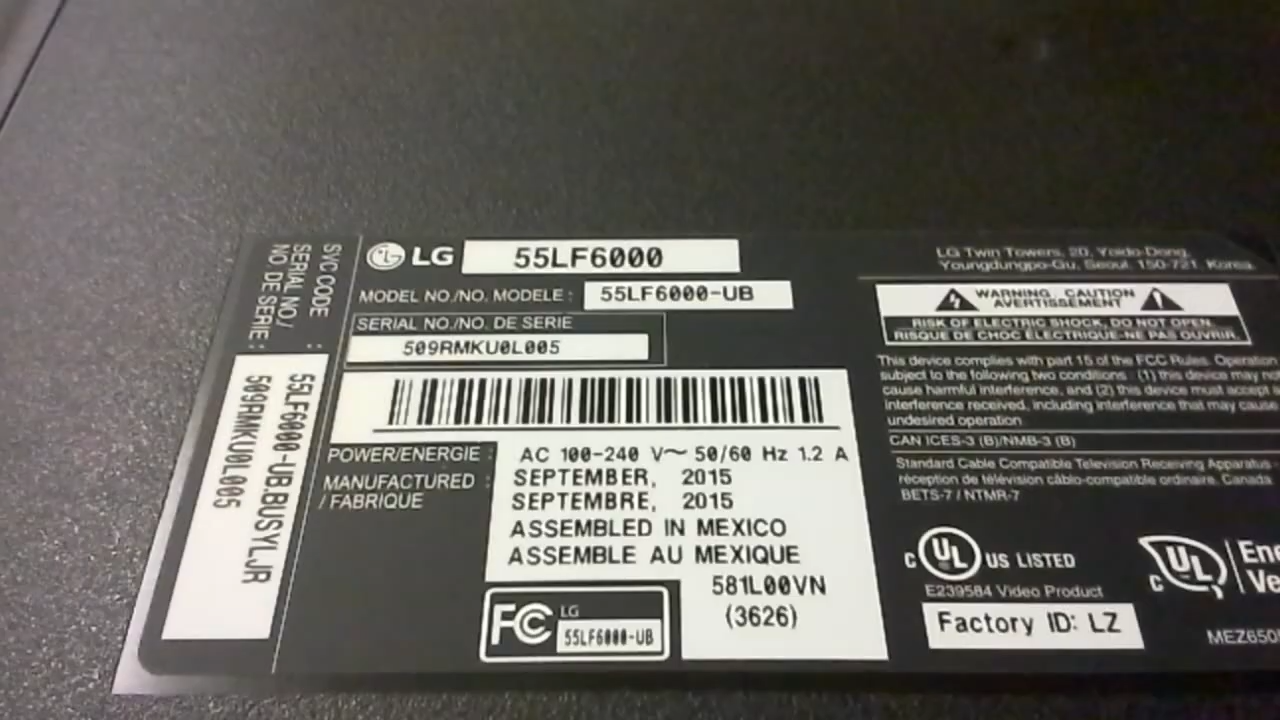 SVC CODE :
55LF6000-UB.BUSYLJR
SERIAL NO./
NO. DE SERIE :
509RMKU0L005
LG 55LF6000
MODEL NO./NO. MODELE : 55LF6000-UB
SERIAL NO./NO. DE SERIE
509RMKU0L005
POWER/ENERGIE : AC 100-240 V~ 50/60 Hz 1.2 A
MANUFACTURED : SEPTEMBER, 2015
/ FABRIQUE SEPTEMBRE, 2015
ASSEMBLED IN MEXICO
ASSEMBLE AU MEXIQUE
581L00VN
(3626)
FC LG
55LF6000-UB
LG Twin Towers, 20, Yoido-Dong,
Youngdungpo-Gu, Seoul, 150-721, Korea
WARNING : CAUTION
AVERTISSEMENT
RISK OF ELECTRIC SHOCK, DO NOT OPEN.
RISQUE DE CHOC ELECTRIQUE-NE PAS OUVRIR.
This device complies with part 15 of the FCC Rules. Operation
subject to the following two conditions : (1) this device may not
cause harmful interference, and (2) this device must accept
interference received, including interference that may cause
undesired operation.
CAN ICES-3 (B)/NMB-3 (B)
Standard Cable Compatible Television Receiving Apparatus -
réception de télévision câblo-compatible ordinaire, Canada
BETS-7 / NTMR-7
C UL US LISTED
E239584 Video Product
Factory ID: LZ
C UL
MEZ650